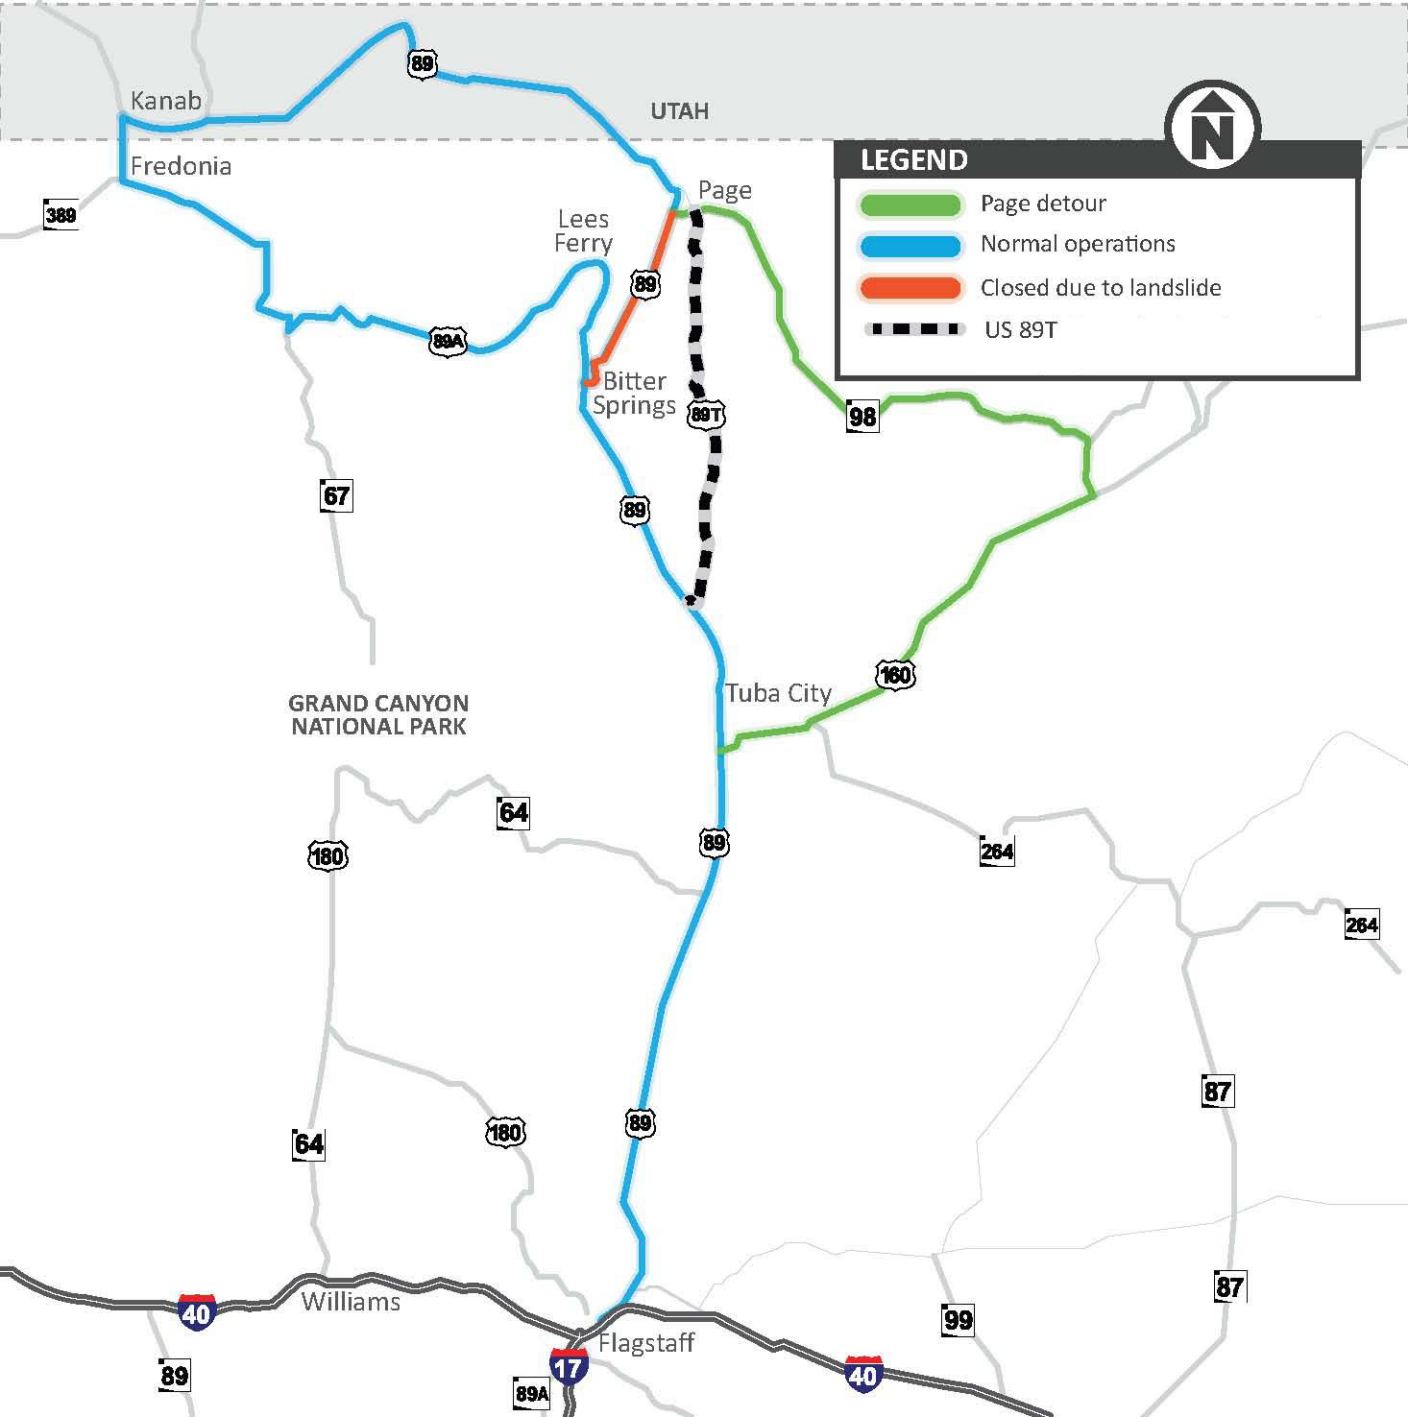 89
Kanab
UTAH
N
Fredonia
LEGEND
Page detour
Normal operations
Closed due to landslide
US 89T
389
Page
Lees
Ferry
89
89A
Bitter
Springs
89T
98
67
89
160
Tuba City
GRAND CANYON
NATIONAL PARK
64
180
89
264
264
87
89
180
64
87
Williams
40
99
Flagstaff
17
40
89
89A